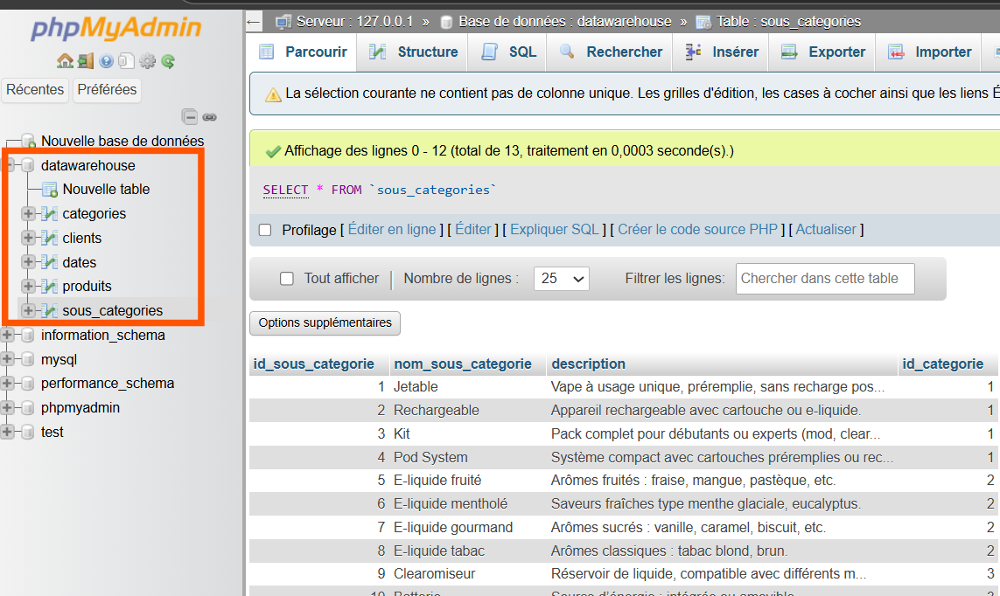 phpMyAdmin
Récentes
Préférées
Nouvelle base de données
datawarehouse
Nouvelle table
categories
clients
dates
produits
sous_categories
information_schema
mysql
performance_schema
phpmyadmin
test
Serveur : 127.0.0.1 » Base de données : datawarehouse » Table : sous_categories
Parcourir Structure SQL Rechercher Insérer Exporter Importer
La sélection courante ne contient pas de colonne unique. Les grilles d'édition, les cases à cocher ainsi que les liens É
Affichage des lignes 0 - 12 (total de 13, traitement en 0,0003 seconde(s).)
SELECT * FROM `sous_categories`
Profilage [ Éditer en ligne ] [ Éditer ] [ Expliquer SQL ] [ Créer le code source PHP ] [ Actualiser ]
Tout afficher | Nombre de lignes : 25 Filtrer les lignes: Chercher dans cette table
Options supplémentaires
id_sous_categorie nom_sous_categorie description id_categorie
1 Jetable Vape à usage unique, préremplie, sans recharge pos... 1
2 Rechargeable Appareil rechargeable avec cartouche ou e-liquide. 1
3 Kit Pack complet pour débutants ou experts (mod, clear... 1
4 Pod System Système compact avec cartouches préremplies ou rec... 1
5 E-liquide fruité Arômes fruités : fraise, mangue, pastèque, etc. 2
6 E-liquide mentholé Saveurs fraîches type menthe glaciale, eucalyptus. 2
7 E-liquide gourmand Arômes sucrés : vanille, caramel, biscuit, etc. 2
8 E-liquide tabac Arômes classiques : tabac blond, brun. 2
9 Clearomiseur Réservoir de liquide, compatible avec différents m... 3
10 Batterie Source d'énergie : intégrée ou amovible. 3